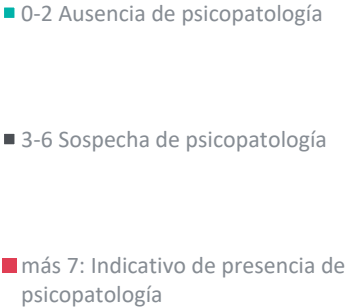 0-2 Ausencia de psicopatología
3-6 Sospecha de psicopatología
más 7: Indicativo de presencia de
psicopatología